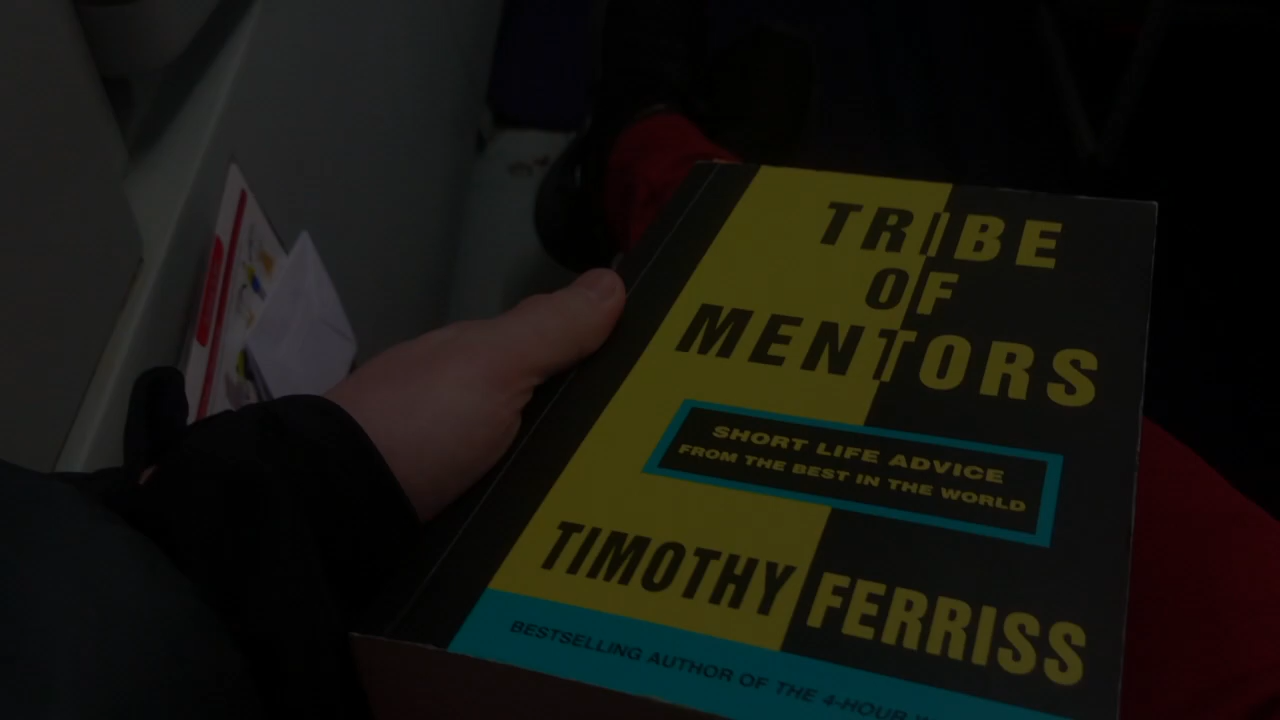 TRIBE
OF
MENTORS
SHORT LIFE ADVICE
FROM THE BEST IN THE WORLD
TIMOTHY FERRISS
BESTSELLING AUTHOR OF THE 4-HOUR